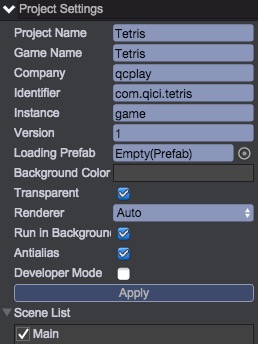 Project Settings
Project Name Tetris
Game Name Tetris
Company qcplay
Identifier com.qici.tetris
Instance game
Version 1
Loading Prefab Empty(Prefab)
Background Color
Transparent
Renderer Auto
Run in Background
Antialias
Developer Mode
Apply
Scene List
Main